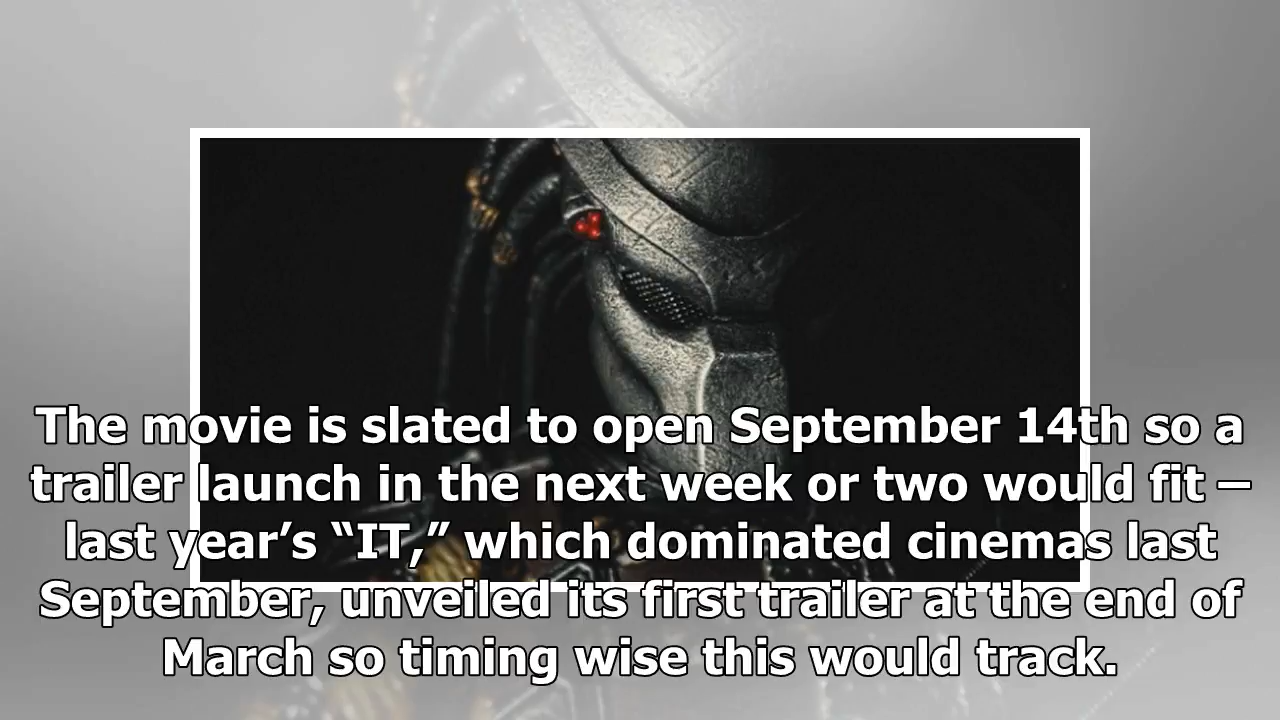 The movie is slated to open September 14th so a
trailer launch in the next week or two would fit –
last year’s “IT,” which dominated cinemas last
September, unveiled its first trailer at the end of
March so timing wise this would track.